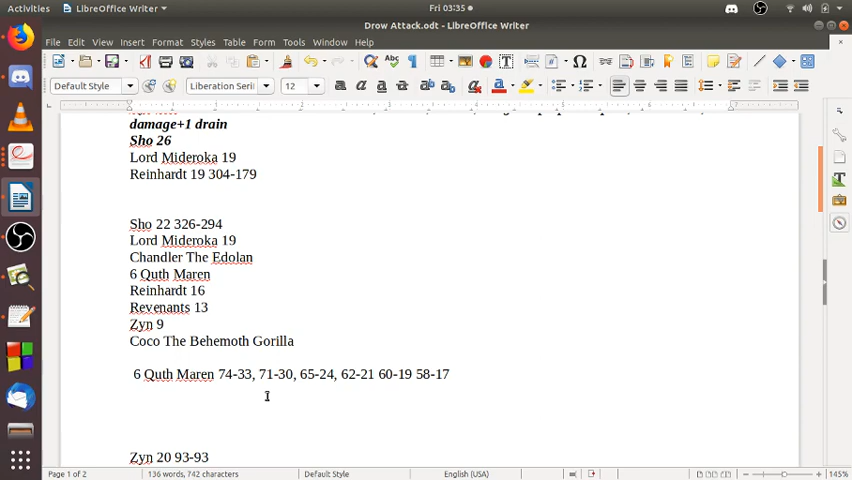 Activities
LibreOffice Writer
Fri 03:35
Drow Attack.odt - LibreOffice Writer
File Edit View Insert Format Styles Table Form Tools Window Help
Default Style
Liberation Seri
12
damage+1 drain
Sho 26
Lord Mideroka 19
Reinhardt 19 304-179
Sho 22 326-294
Lord Mideroka 19
Chandler The Edolan
6 Quth Maren
Reinhardt 16
Revenants 13
Zyn 9
Coco The Behemoth Gorilla
6 Quth Maren 74-33, 71-30, 65-24, 62-21 60-19 58-17
Zyn 20 93-93
Page 1 of 2
136 words, 742 characters
Default Style
English (USA)
145%